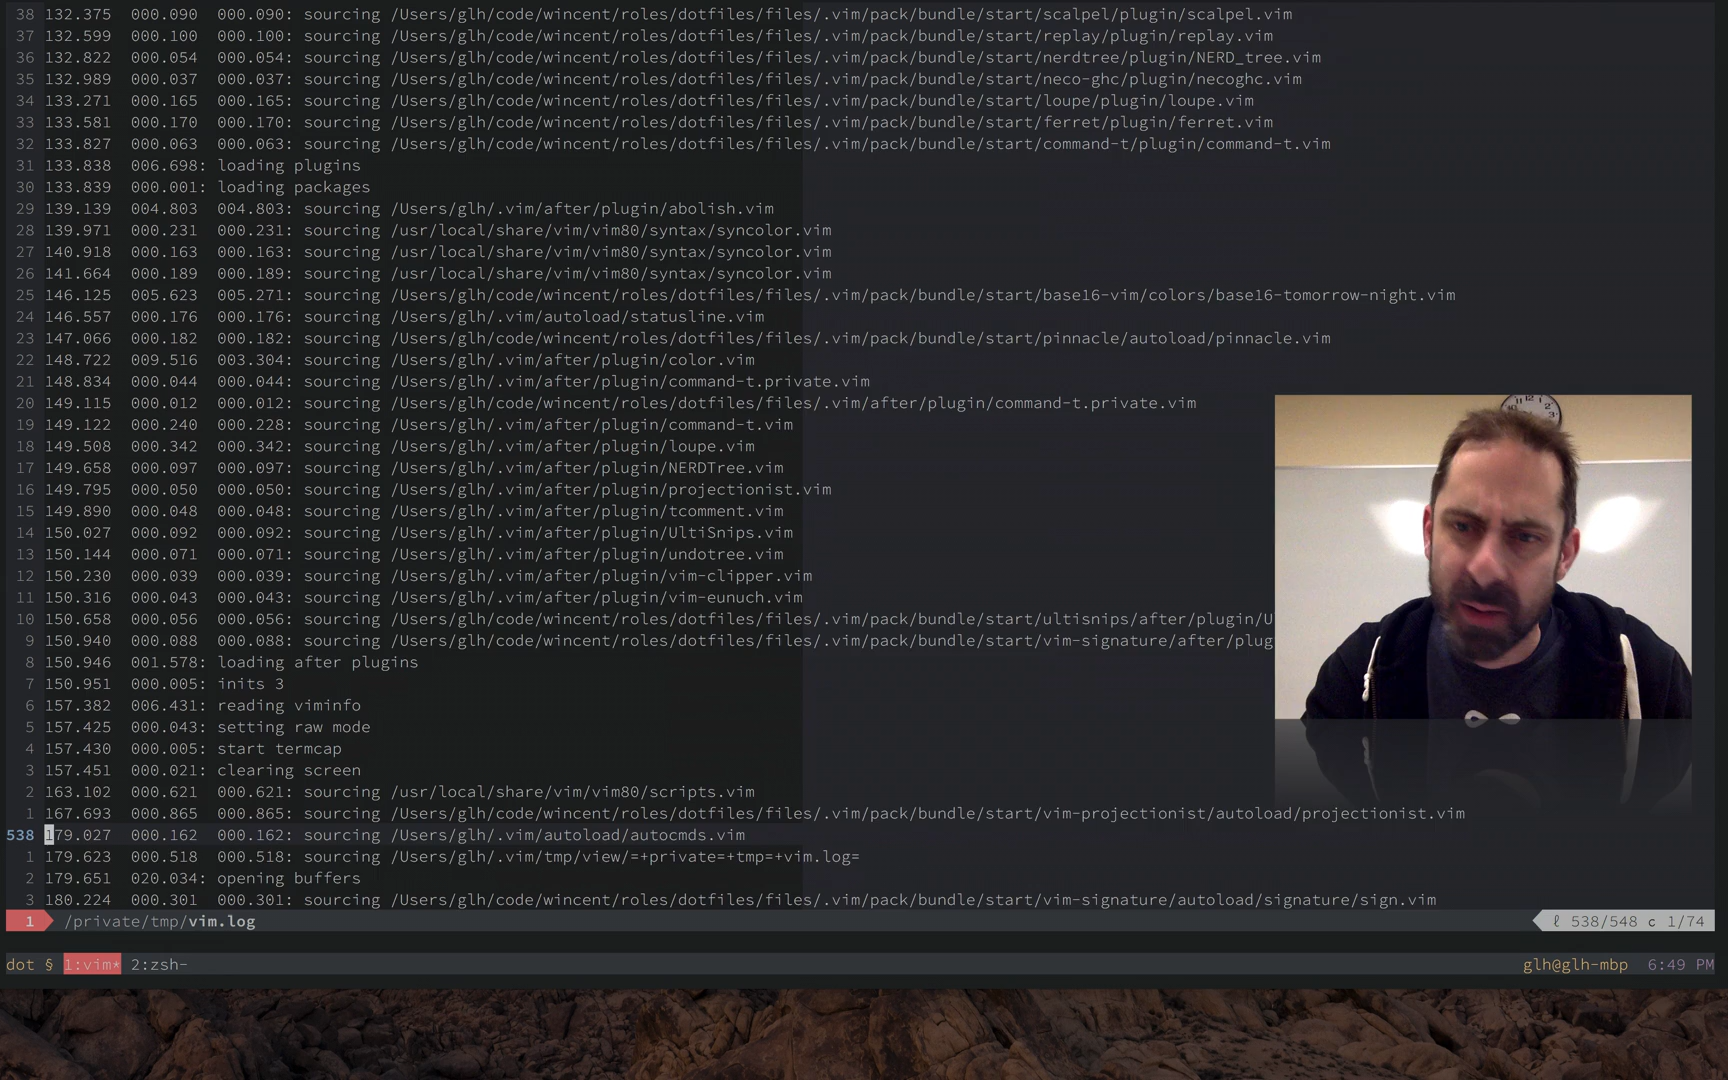 38 132.375  000.090  000.090: sourcing /Users/glh/code/wincent/roles/dotfiles/files/.vim/pack/bundle/start/scalpel/plugin/scalpel.vim
37 132.599  000.100  000.100: sourcing /Users/glh/code/wincent/roles/dotfiles/files/.vim/pack/bundle/start/replay/plugin/replay.vim
36 132.822  000.054  000.054: sourcing /Users/glh/code/wincent/roles/dotfiles/files/.vim/pack/bundle/start/nerdtree/plugin/NERD_tree.vim
35 132.989  000.037  000.037: sourcing /Users/glh/code/wincent/roles/dotfiles/files/.vim/pack/bundle/start/neco-ghc/plugin/necoghc.vim
34 133.271  000.165  000.165: sourcing /Users/glh/code/wincent/roles/dotfiles/files/.vim/pack/bundle/start/loupe/plugin/loupe.vim
33 133.581  000.170  000.170: sourcing /Users/glh/code/wincent/roles/dotfiles/files/.vim/pack/bundle/start/ferret/plugin/ferret.vim
32 133.827  000.063  000.063: sourcing /Users/glh/code/wincent/roles/dotfiles/files/.vim/pack/bundle/start/command-t/plugin/command-t.vim
31 133.838  006.698: loading plugins
30 133.839  000.001: loading packages
29 139.139  004.803  004.803: sourcing /Users/glh/.vim/after/plugin/abolish.vim
28 139.971  000.231  000.231: sourcing /usr/local/share/vim/vim80/syntax/syncolor.vim
27 140.918  000.163  000.163: sourcing /usr/local/share/vim/vim80/syntax/syncolor.vim
26 141.664  000.189  000.189: sourcing /usr/local/share/vim/vim80/syntax/syncolor.vim
25 146.125  005.623  005.271: sourcing /Users/glh/code/wincent/roles/dotfiles/files/.vim/pack/bundle/start/base16-vim/colors/base16-tomorrow-night.vim
24 146.557  000.176  000.176: sourcing /Users/glh/.vim/autoload/statusline.vim
23 147.066  000.182  000.182: sourcing /Users/glh/code/wincent/roles/dotfiles/files/.vim/pack/bundle/start/pinnacle/autoload/pinnacle.vim
22 148.722  009.516  003.304: sourcing /Users/glh/.vim/after/plugin/color.vim
21 148.834  000.044  000.044: sourcing /Users/glh/.vim/after/plugin/command-t.private.vim
20 149.115  000.012  000.012: sourcing /Users/glh/code/wincent/roles/dotfiles/files/.vim/after/plugin/command-t.private.vim
19 149.122  000.240  000.228: sourcing /Users/glh/.vim/after/plugin/command-t.vim
18 149.508  000.342  000.342: sourcing /Users/glh/.vim/after/plugin/loupe.vim
17 149.658  000.097  000.097: sourcing /Users/glh/.vim/after/plugin/NERDTree.vim
16 149.795  000.050  000.050: sourcing /Users/glh/.vim/after/plugin/projectionist.vim
15 149.890  000.048  000.048: sourcing /Users/glh/.vim/after/plugin/tcomment.vim
14 150.027  000.092  000.092: sourcing /Users/glh/.vim/after/plugin/UltiSnips.vim
13 150.144  000.071  000.071: sourcing /Users/glh/.vim/after/plugin/undotree.vim
12 150.230  000.039  000.039: sourcing /Users/glh/.vim/after/plugin/vim-clipper.vim
11 150.316  000.043  000.043: sourcing /Users/glh/.vim/after/plugin/vim-eunuch.vim
10 150.658  000.056  000.056: sourcing /Users/glh/code/wincent/roles/dotfiles/files/.vim/pack/bundle/start/ultisnips/after/plugin/U
9 150.940  000.088  000.088: sourcing /Users/glh/code/wincent/roles/dotfiles/files/.vim/pack/bundle/start/vim-signature/after/plug
8 150.946  001.578: loading after plugins
7 150.951  000.005: inits 3
6 157.382  006.431: reading viminfo
5 157.425  000.043: setting raw mode
4 157.430  000.005: start termcap
3 157.451  000.021: clearing screen
2 163.102  000.621  000.621: sourcing /usr/local/share/vim/vim80/scripts.vim
1 167.693  000.865  000.865: sourcing /Users/glh/code/wincent/roles/dotfiles/files/.vim/pack/bundle/start/vim-projectionist/autoload/projectionist.vim
538 179.027  000.162  000.162: sourcing /Users/glh/.vim/autoload/autocmds.vim
1 179.623  000.518  000.518: sourcing /Users/glh/.vim/tmp/view/=+private=+tmp=+vim.log=
2 179.651  020.034: opening buffers
3 180.224  000.301  000.301: sourcing /Users/glh/code/wincent/roles/dotfiles/files/.vim/pack/bundle/start/vim-signature/autoload/signature/sign.vim
1 /private/tmp/vim.log ℓ 538/548 c 1/74
dot § 1:vim* 2:zsh- glh@glh-mbp 6:49 PM